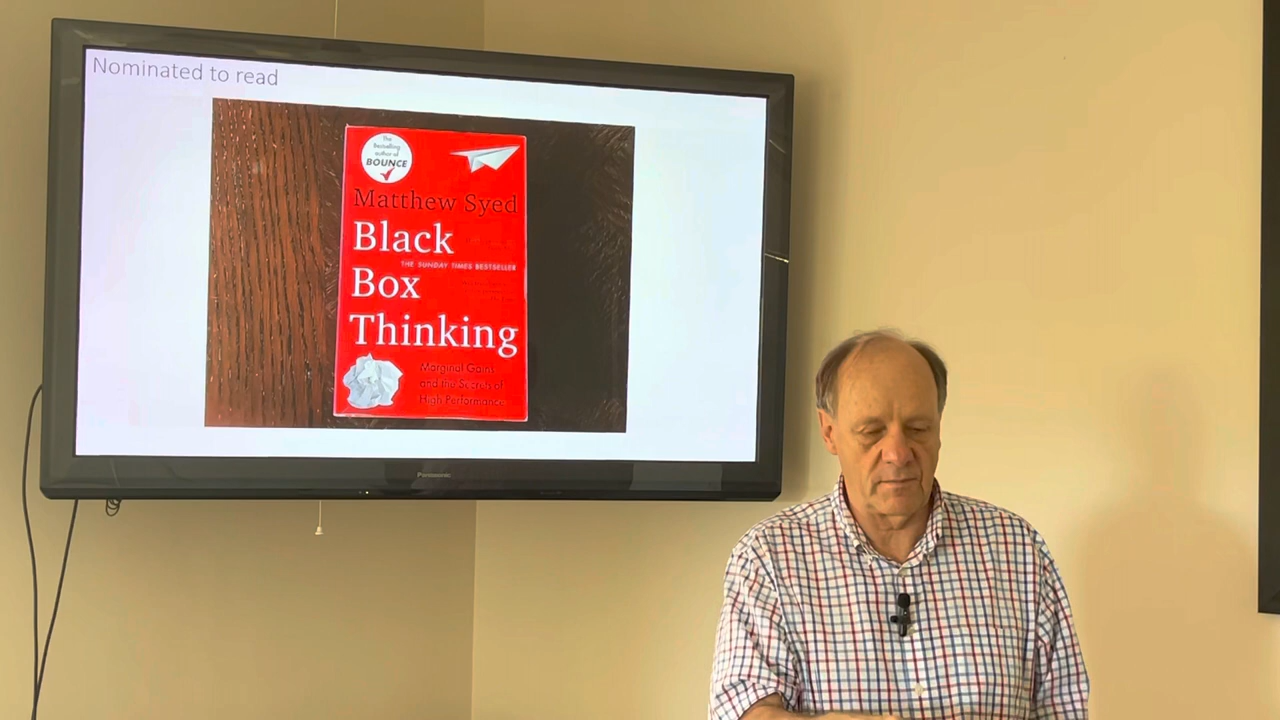 Nominated to read
The
Bestselling
author of
BOUNCE
Matthew Syed
Black
THE SUNDAY TIMES BESTSELLER
Box
Thinking
Marginal Gains
and the Secrets of
High Performance
Panasonic